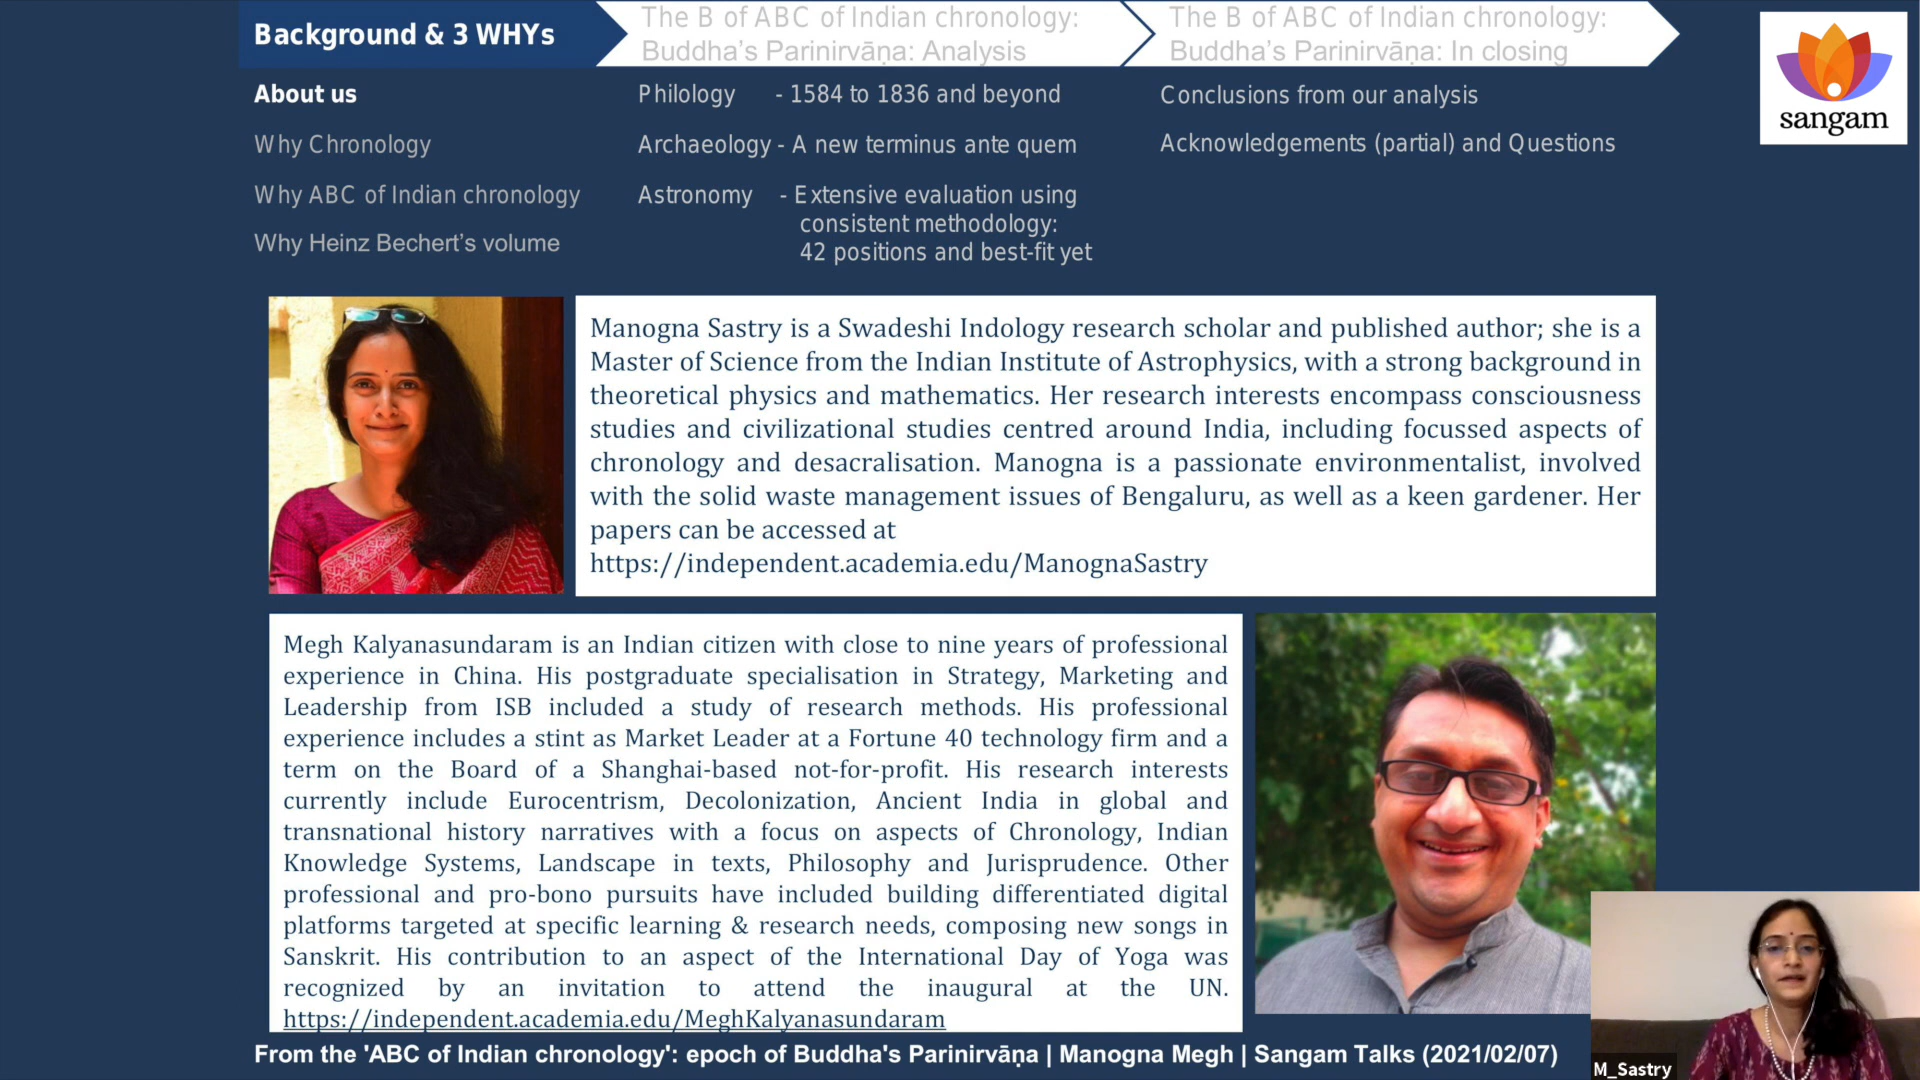 Background & 3 WHYs
The B of ABC of Indian chronology:
Buddha's Parinirvāṇa: Analysis
The B of ABC of Indian chronology:
Buddha's Parinirvāṇa: In closing
sangam
About us
Why Chronology
Why ABC of Indian chronology
Why Heinz Bechert's volume
Philology - 1584 to 1836 and beyond
Archaeology - A new terminus ante quem
Astronomy - Extensive evaluation using
consistent methodology:
42 positions and best-fit yet
Conclusions from our analysis
Acknowledgements (partial) and Questions
Manogna Sastry is a Swadeshi Indology research scholar and published author; she is a
Master of Science from the Indian Institute of Astrophysics, with a strong background in
theoretical physics and mathematics. Her research interests encompass consciousness
studies and civilizational studies centred around India, including focussed aspects of
chronology and desacralisation. Manogna is a passionate environmentalist, involved
with the solid waste management issues of Bengaluru, as well as a keen gardener. Her
papers can be accessed at
https://independent.academia.edu/ManognaSastry
Megh Kalyanasundaram is an Indian citizen with close to nine years of professional
experience in China. His postgraduate specialisation in Strategy, Marketing and
Leadership from ISB included a study of research methods. His professional
experience includes a stint as Market Leader at a Fortune 40 technology firm and a
term on the Board of a Shanghai-based not-for-profit. His research interests
currently include Eurocentrism, Decolonization, Ancient India in global and
transnational history narratives with a focus on aspects of Chronology, Indian
Knowledge Systems, Landscape in texts, Philosophy and Jurisprudence. Other
professional and pro-bono pursuits have included building differentiated digital
platforms targeted at specific learning & research needs, composing new songs in
Sanskrit. His contribution to an aspect of the International Day of Yoga was
recognized by an invitation to attend the inaugural at the UN.
https://independent.academia.edu/MeghKalyanasundaram
From the 'ABC of Indian chronology': epoch of Buddha's Parinirvāṇa | Manogna Megh | Sangam Talks (2021/02/07)
M_Sastry